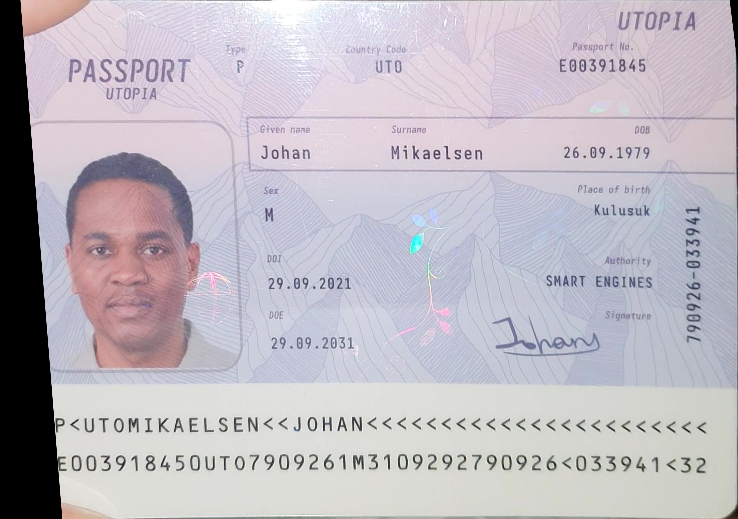 UTOPIA
Type Country Code Passport No.
PASSPORT P UTO E00391845
UTOPIA
Given name Surname DOB
Johan Mikaelsen 26.09.1979
Sex Place of birth
M Kulusuk
DOI Authority
29.09.2021 SMART ENGINES
DOE Signature
29.09.2031 Johans
790926-033941
P<UTOMIKAELSEN<<JOHAN<<<<<<<<<<<<<<<<<<<<<<<
E003918450UTO7909261M3109292790926<033941<32